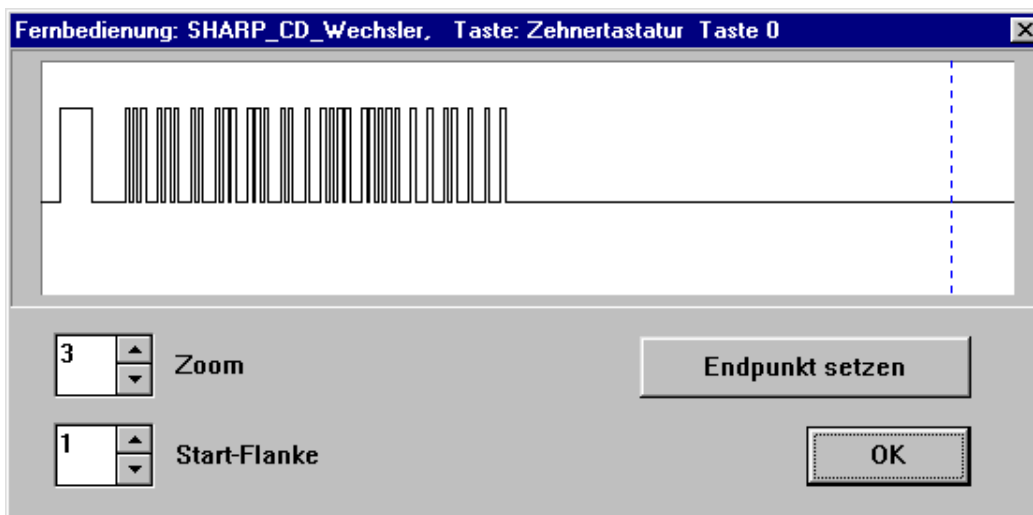 Fernbedienung: SHARP_CD_Wechsler,   Taste: Zehnertastatur  Taste 0
3
Zoom
Endpunkt setzen
1
Start-Flanke
OK